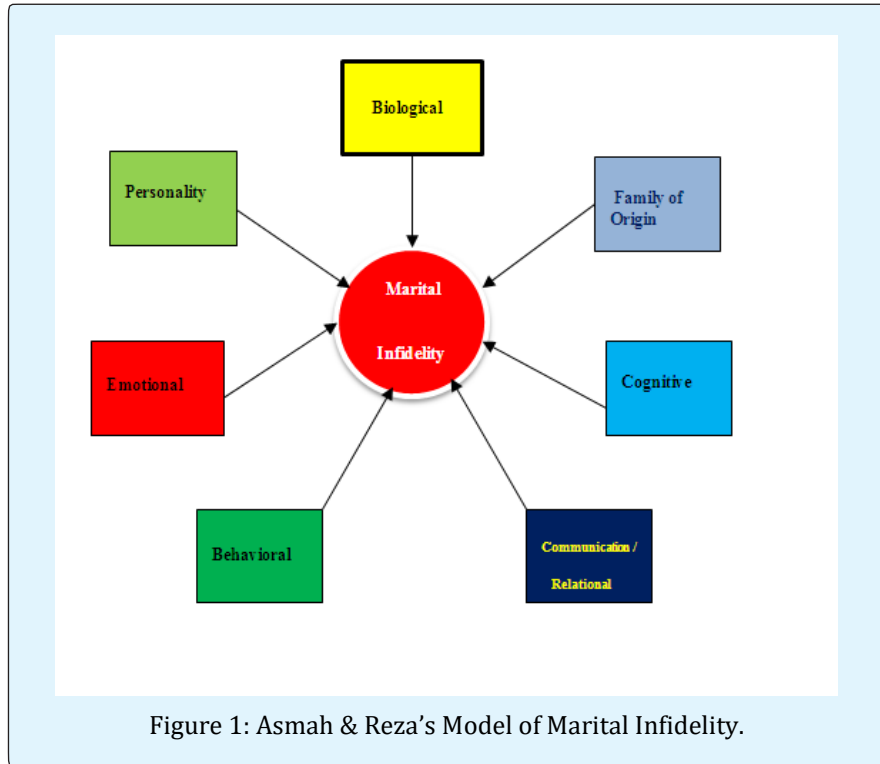 Biological
Personality
Family of
Origin
Marital
Infidelity
Emotional
Cognitive
Behavioral
Communication /
Relational
Figure 1: Asmah & Reza’s Model of Marital Infidelity.